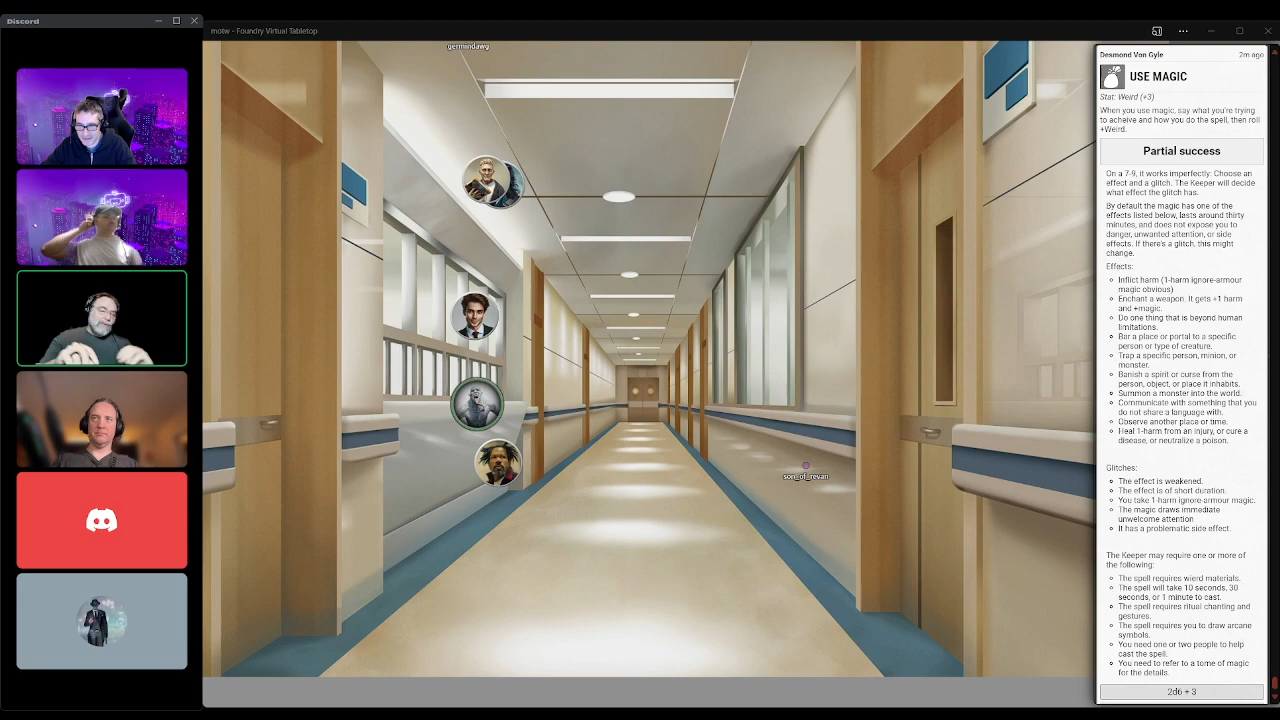 Discord
motw - Foundry Virtual Tabletop
germindawg
son_of_revan
Desmond Von Gyle
2m ago
USE MAGIC
Stat: Weird (+3)
When you use magic, say what you're trying
to acheive and how you do the spell, then roll
+Weird.
Partial success
On a 7-9, it works imperfectly: Choose an
effect and a glitch. The Keeper will decide
what effect the glitch has.
By default the magic has one of the
effects listed below, lasts around thirty
minutes, and does not expose you to
danger, unwanted attention, or side
effects. If there's a glitch, this might
change.
Effects:
Inflict harm (1-harm ignore-armour
magic obvious)
Enchant a weapon. It gets +1 harm
and +magic.
Do one thing that is beyond human
limitations.
Bar a place or portal to a specific
person or type of creature.
Trap a specific person, minion, or
monster.
Banish a spirit or curse from the
person, object, or place it inhabits.
Summon a monster into the world.
Communicate with something that you
do not share a language with.
Observe another place or time.
Heal 1-harm from an injury, or cure a
disease, or neutralize a poison.
Glitches:
The effect is weakened.
The effect is of short duration.
You take 1-harm ignore-armour magic.
The magic draws immediate
unwelcome attention
It has a problematic side effect.
The Keeper may require one or more of
the following:
The spell requires wierd materials.
The spell will take 10 seconds, 30
seconds, or 1 minute to cast.
The spell requires ritual chanting and
gestures.
The spell requires you to draw arcane
symbols.
You need one or two people to help
cast the spell.
You need to refer to a tome of magic
for the details.
2d6 + 3